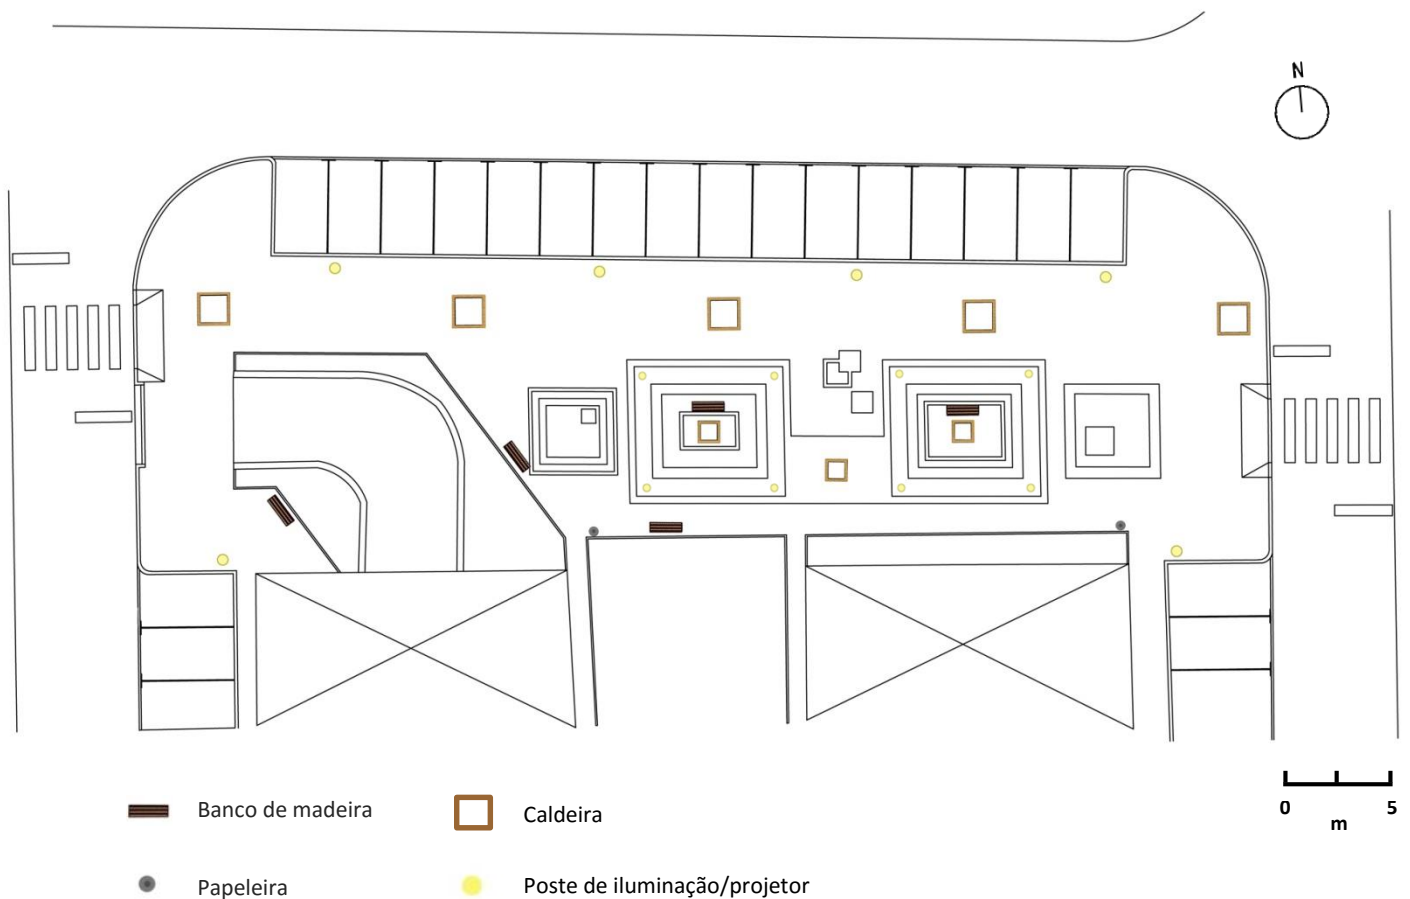 N
0 5
m
Banco de madeira
Caldeira
Papeleira
Poste de iluminação/projetor